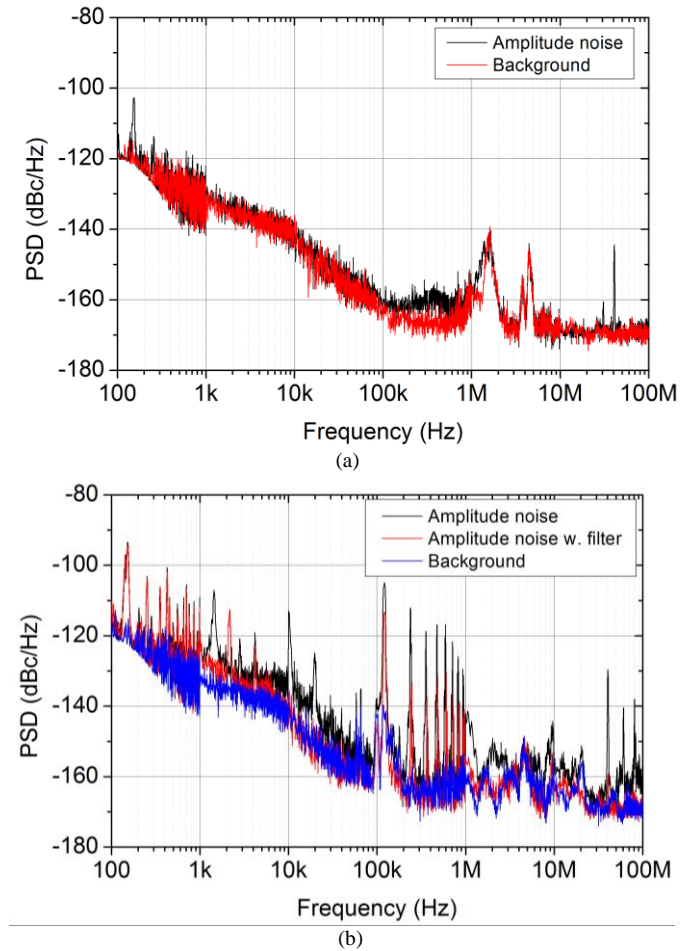 -80
-100
-120
-140
-160
-180
PSD (dBc/Hz)
Amplitude noise
Background
100 1k 10k 100k 1M 10M 100M
Frequency (Hz)
(a)
-80
-100
-120
-140
-160
-180
PSD (dBc/Hz)
Amplitude noise
Amplitude noise w. filter
Background
100 1k 10k 100k 1M 10M 100M
Frequency (Hz)
(b)